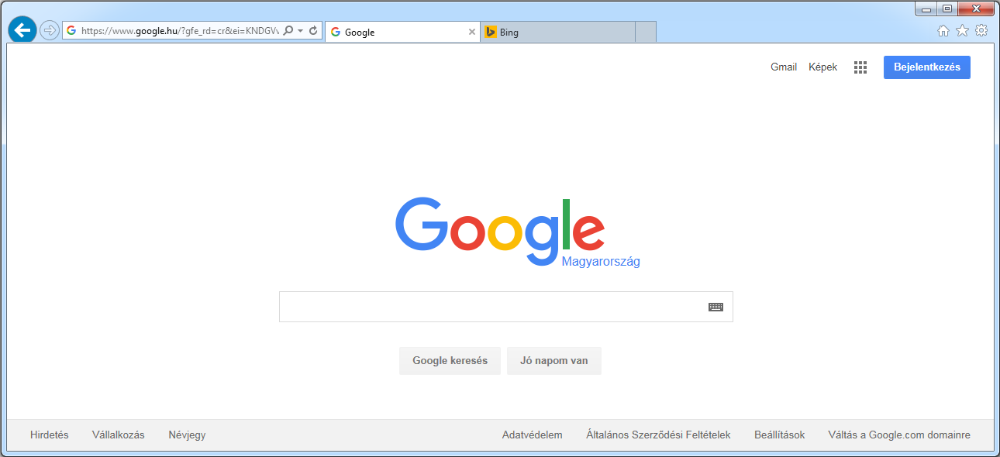 https://www.google.hu/?gfe_rd=cr&ei=KNDGV
Google
Bing
Gmail Képek Bejelentkezés
Google
Magyarország
Google keresés Jó napom van
Hirdetés Vállalkozás Névjegy Adatvédelem Általános Szerződési Feltételek Beállítások Váltás a Google.com domainre